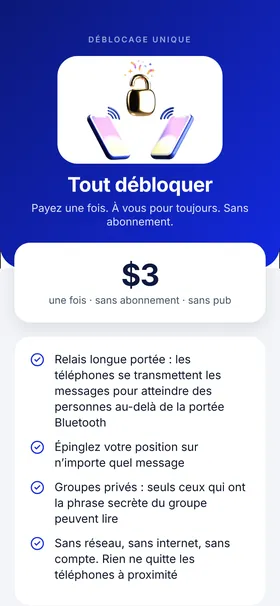 DÉBLOCAGE UNIQUE
Tout débloquer
Payez une fois. À vous pour toujours. Sans
abonnement.
$3
une fois · sans abonnement · sans pub
Relais longue portée : les
téléphones se transmettent les
messages pour atteindre des
personnes au-delà de la portée
Bluetooth
Épinglez votre position sur
n’importe quel message
Groupes privés : seuls ceux qui ont
la phrase secrète du groupe
peuvent lire
Sans réseau, sans internet, sans
compte. Rien ne quitte les
téléphones à proximité